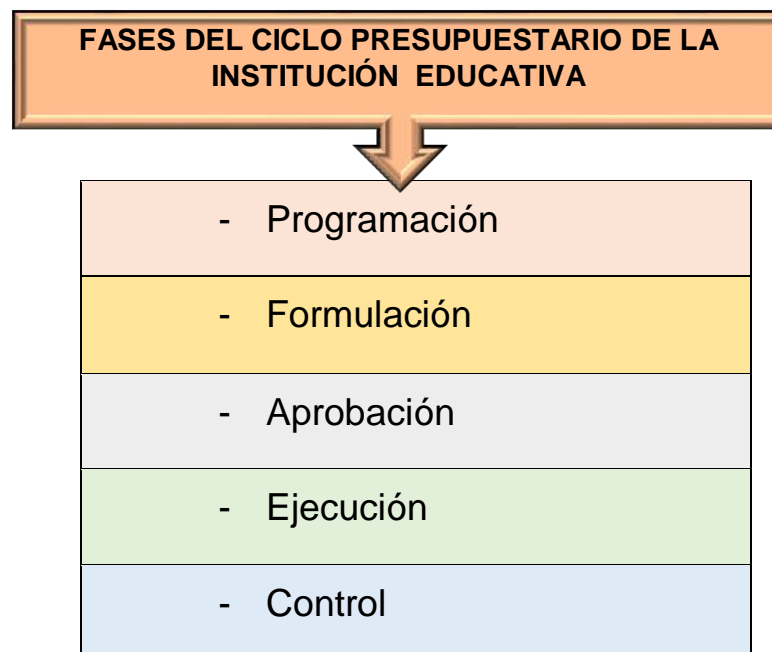 FASES DEL CICLO PRESUPUESTARIO DE LA
INSTITUCIÓN EDUCATIVA
- Programación
- Formulación
- Aprobación
- Ejecución
- Control